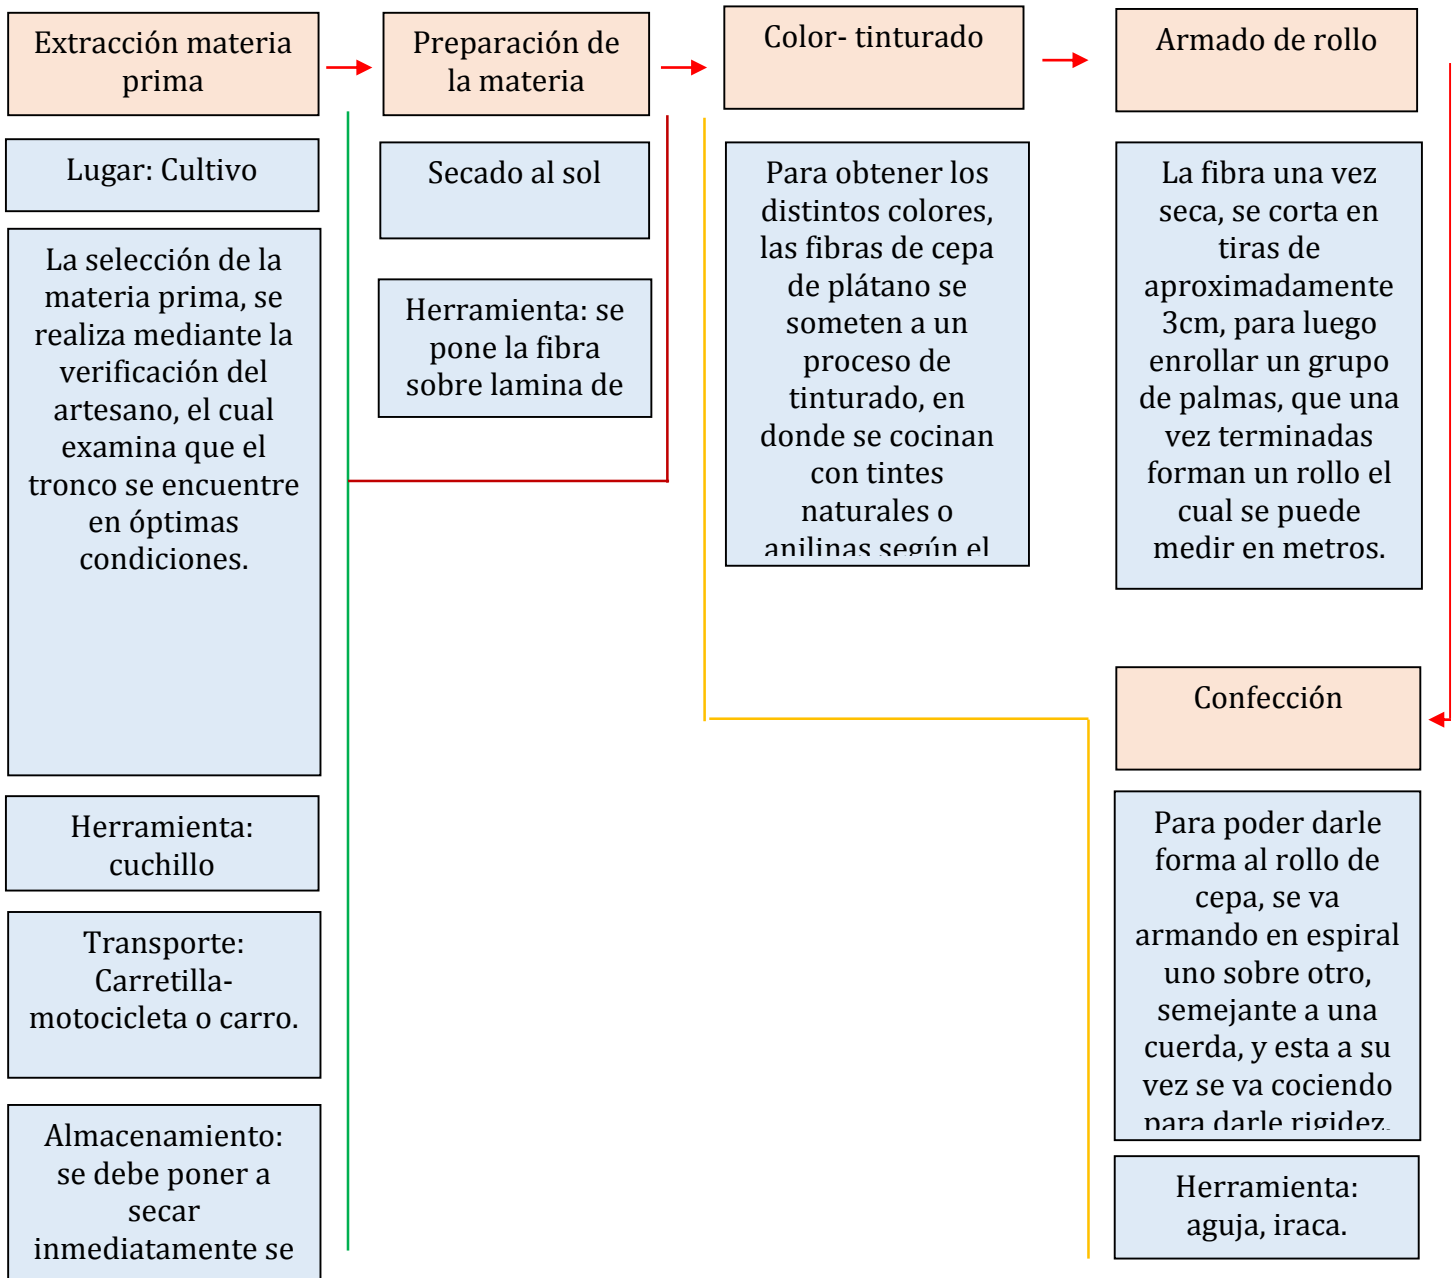 Extracción materia
prima
Lugar: Cultivo
La selección de la
materia prima, se
realiza mediante la
verificación del
artesano, el cual
examina que el
tronco se encuentre
en óptimas
condiciones.
Herramienta:
cuchillo
Transporte:
Carretilla-
motocicleta o carro.
Almacenamiento:
se debe poner a
secar
inmediatamente se
Preparación de
la materia
Secado al sol
Herramienta: se
pone la fibra
sobre lamina de
Color- tinturado
Para obtener los
distintos colores,
las fibras de cepa
de plátano se
someten a un
proceso de
tinturado, en
donde se cocinan
con tintes
naturales o
anilinas según el
Armado de rollo
La fibra una vez
seca, se corta en
tiras de
aproximadamente
3cm, para luego
enrollar un grupo
de palmas, que una
vez terminadas
forman un rollo el
cual se puede
medir en metros.
Confección
Para poder darle
forma al rollo de
cepa, se va
armando en espiral
uno sobre otro,
semejante a una
cuerda, y esta a su
vez se va cociendo
para darle rigidez.
Herramienta:
aguja, iraca.